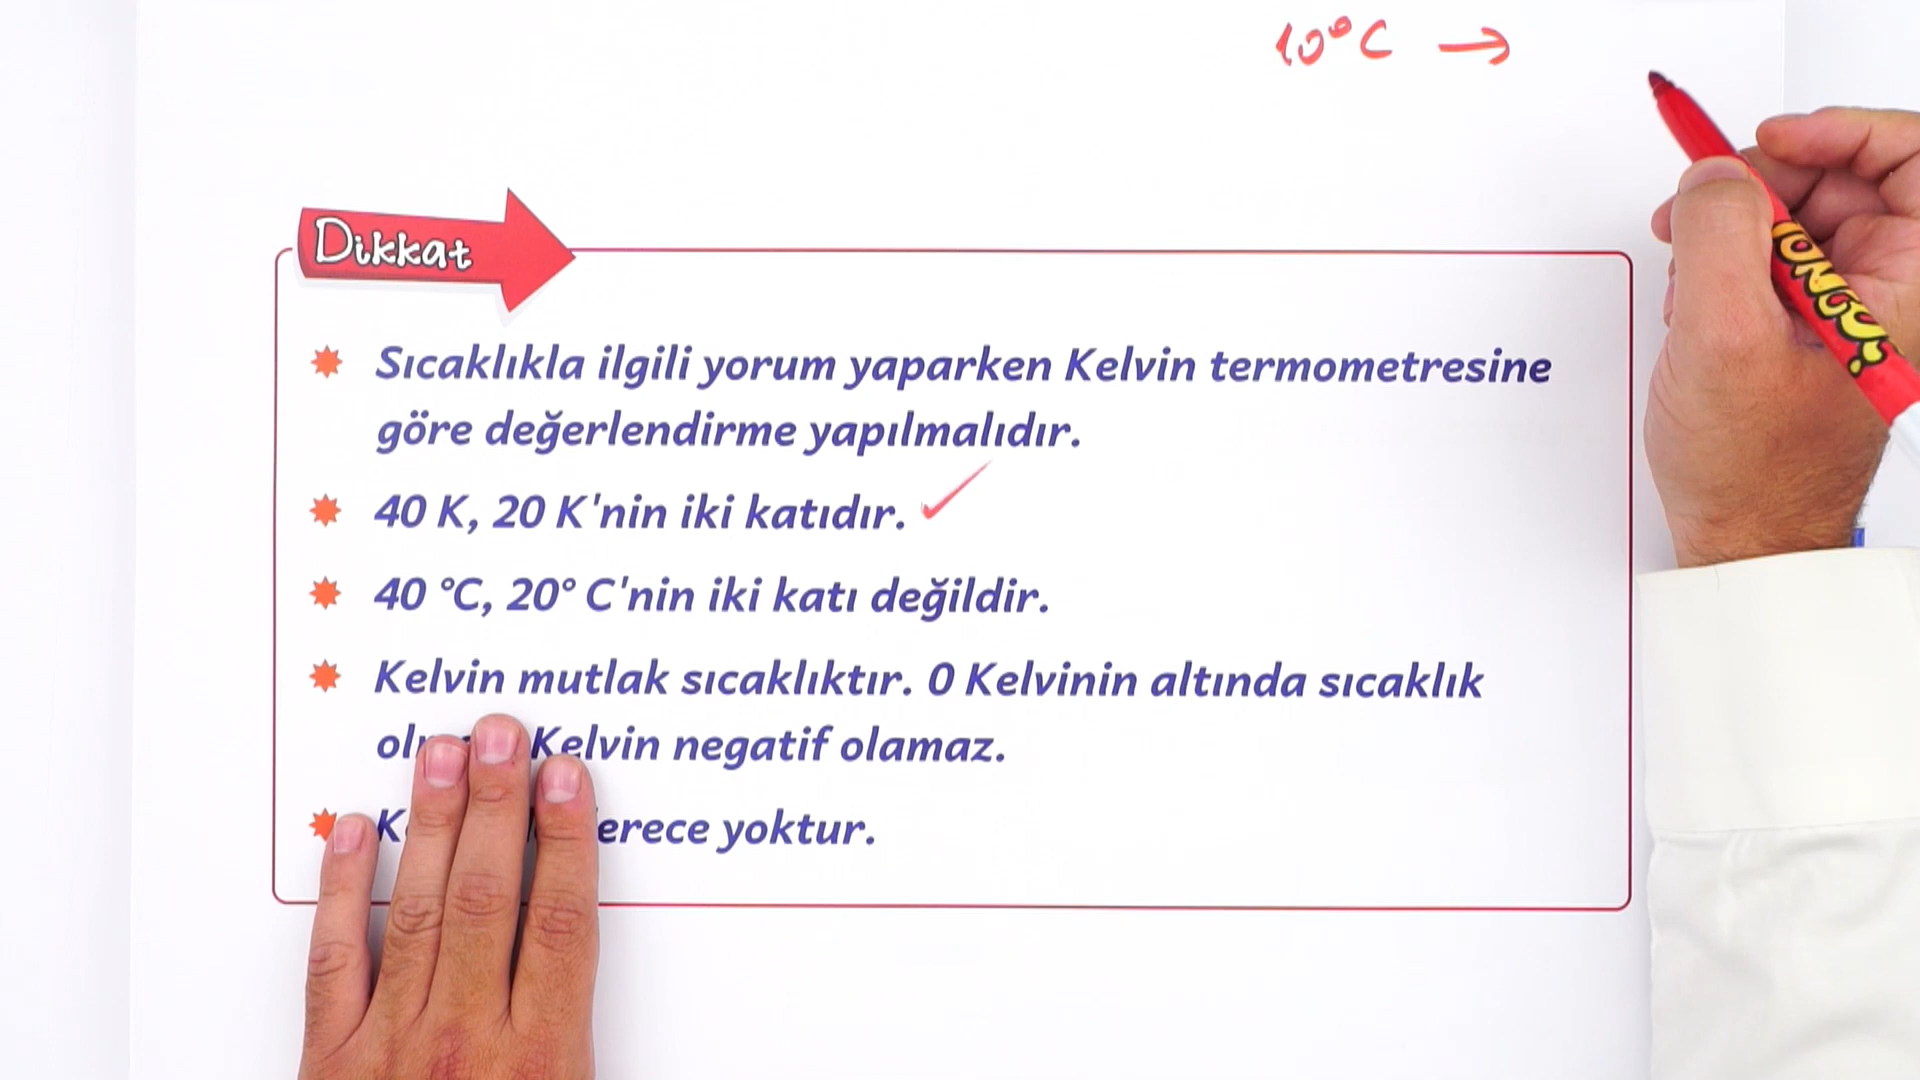 10°C →
Dikkat
Sıcaklıkla ilgili yorum yaparken Kelvin termometresine
göre değerlendirme yapılmalıdır.
40 K, 20 K'nin iki katıdır.
40 °C, 20° C'nin iki katı değildir.
Kelvin mutlak sıcaklıktır. 0 Kelvinin altında sıcaklık
Kelvin negatif olamaz.
yoktur.